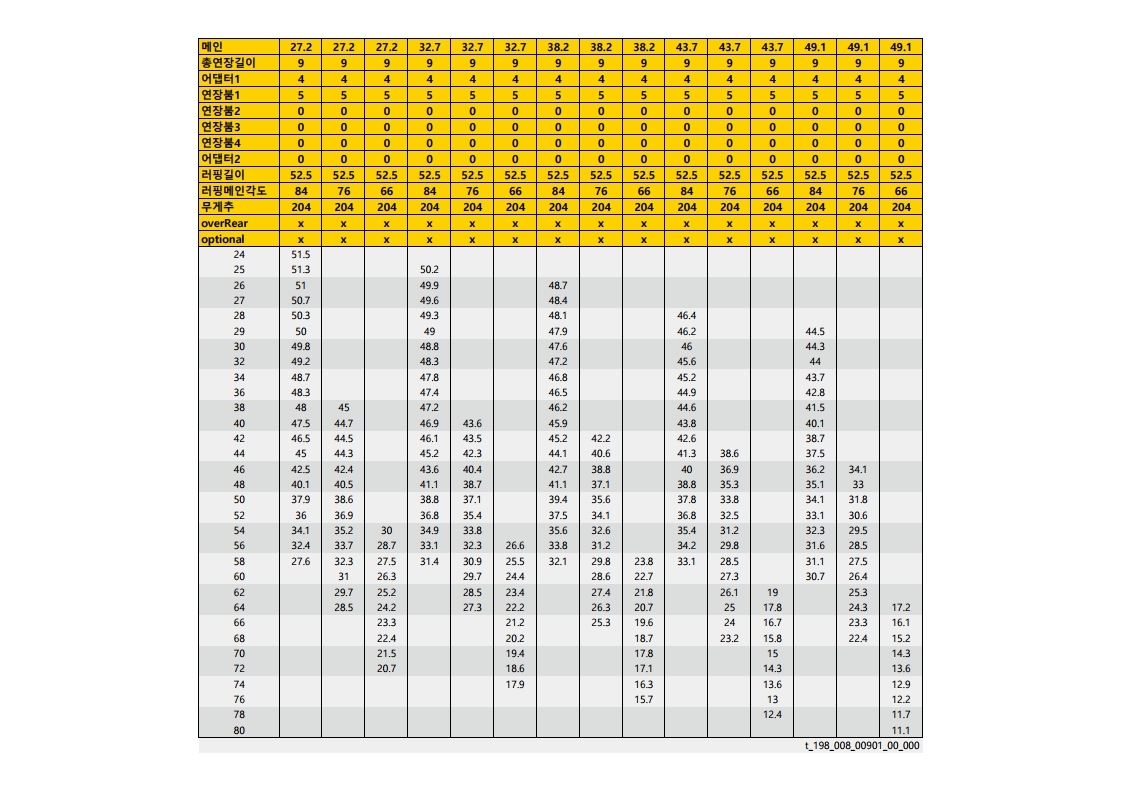 메인 27.2 27.2 27.2 32.7 32.7 32.7 38.2 38.2 38.2 43.7 43.7 43.7 49.1 49.1 49.1
총연장길이 9 9 9 9 9 9 9 9 9 9 9 9 9 9 9
어댑터1 4 4 4 4 4 4 4 4 4 4 4 4 4 4 4
연장붐1 5 5 5 5 5 5 5 5 5 5 5 5 5 5 5
연장붐2 0 0 0 0 0 0 0 0 0 0 0 0 0 0 0
연장붐3 0 0 0 0 0 0 0 0 0 0 0 0 0 0 0
연장붐4 0 0 0 0 0 0 0 0 0 0 0 0 0 0 0
어댑터2 0 0 0 0 0 0 0 0 0 0 0 0 0 0 0
러핑길이 52.5 52.5 52.5 52.5 52.5 52.5 52.5 52.5 52.5 52.5 52.5 52.5 52.5 52.5 52.5
러핑메인각도 84 76 66 84 76 66 84 76 66 84 76 66 84 76 66
무게추 204 204 204 204 204 204 204 204 204 204 204 204 204 204 204
overRear x x x x x x x x x x x x x x x
optional x x x x x x x x x x x x x x x
24 51.5
25 51.3 50.2
26 51 49.9 48.7
27 50.7 49.6 48.4
28 50.3 49.3 48.1 46.4
29 50 49 47.9 46.2 44.5
30 49.8 48.8 47.6 46 44.3
32 49.2 48.3 47.2 45.6 44
34 48.7 47.8 46.8 45.2 43.7
36 48.3 47.4 46.5 44.9 42.8
38 48 45 47.2 46.2 44.6 41.5
40 47.5 44.7 46.9 43.6 45.9 43.8 40.1
42 46.5 44.5 46.1 43.5 45.2 42.2 42.6 38.7
44 45 44.3 45.2 42.3 44.1 40.6 41.3 38.6 37.5
46 42.5 42.4 43.6 40.4 42.7 38.8 40 36.9 36.2 34.1
48 40.1 40.5 41.1 38.7 41.1 37.1 38.8 35.3 35.1 33
50 37.9 38.6 38.8 37.1 39.4 35.6 37.8 33.8 34.1 31.8
52 36 36.9 36.8 35.4 37.5 34.1 36.8 32.5 33.1 30.6
54 34.1 35.2 30 34.9 33.8 35.6 32.6 35.4 31.2 32.3 29.5
56 32.4 33.7 28.7 33.1 32.3 26.6 33.8 31.2 34.2 29.8 31.6 28.5
58 27.6 32.3 27.5 31.4 30.9 25.5 32.1 29.8 23.8 33.1 28.5 31.1 27.5
60 31 26.3 29.7 24.4 28.6 22.7 27.3 30.7 26.4
62 29.7 25.2 28.5 23.4 27.4 21.8 26.1 19 25.3
64 28.5 24.2 27.3 22.2 26.3 20.7 25 17.8 24.3 17.2
66 23.3 21.2 25.3 19.6 24 16.7 23.3 16.1
68 22.4 20.2 18.7 23.2 15.8 22.4 15.2
70 21.5 19.4 17.8 15 14.3
72 20.7 18.6 17.1 14.3 13.6
74 17.9 16.3 13.6 12.9
76 15.7 13 12.2
78 12.4 11.7
80 11.1
t_198_008_00901_00_000